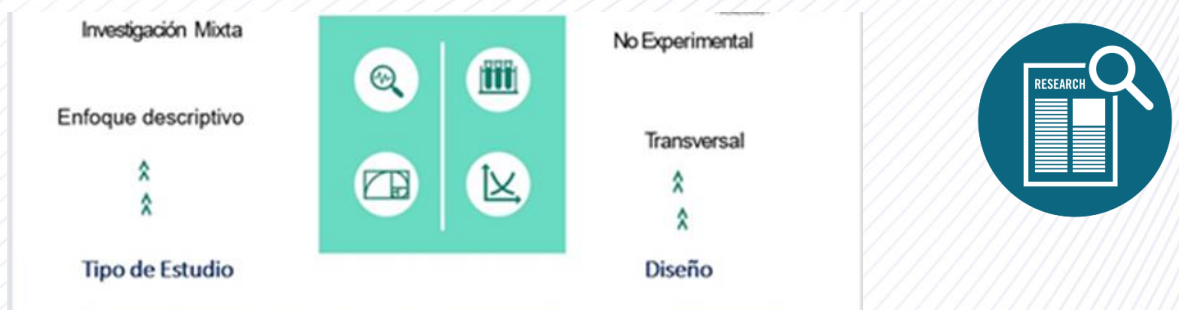 Investigación Mixta
No Experimental
Enfoque descriptivo
Transversal
Tipo de Estudio
Diseño
RESEARCH